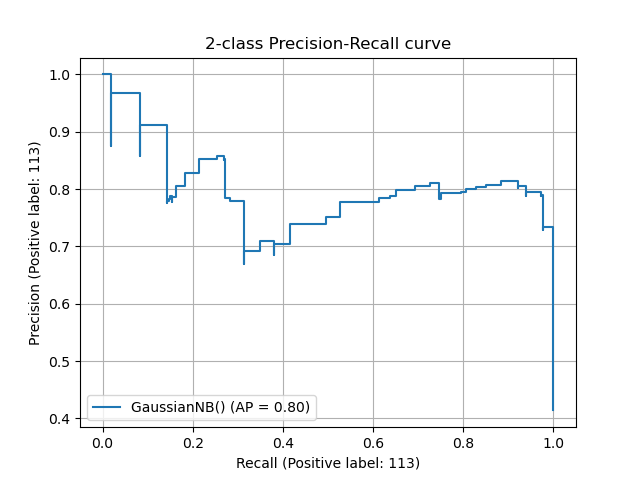 2-class Precision-Recall curve
1.0
0.9
0.8
0.7
0.6
0.5
0.4
Precision (Positive label: 113)
GaussianNB() (AP = 0.80)
0.0 0.2 0.4 0.6 0.8 1.0
Recall (Positive label: 113)